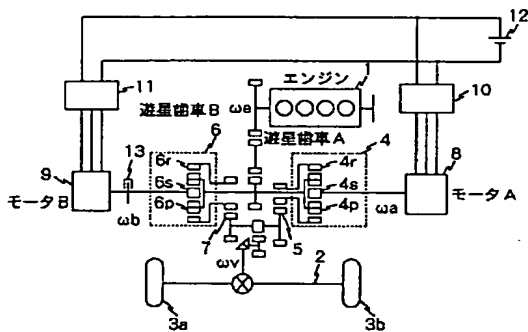 12
エンジン 1
11
遊星歯車B ωe
10
遊星歯車A
13 6 4 8
9
6r 4r
6s 4s
モータB モータA
6p 4p
ωb ωa
7 5
ωv 2
3a 3b